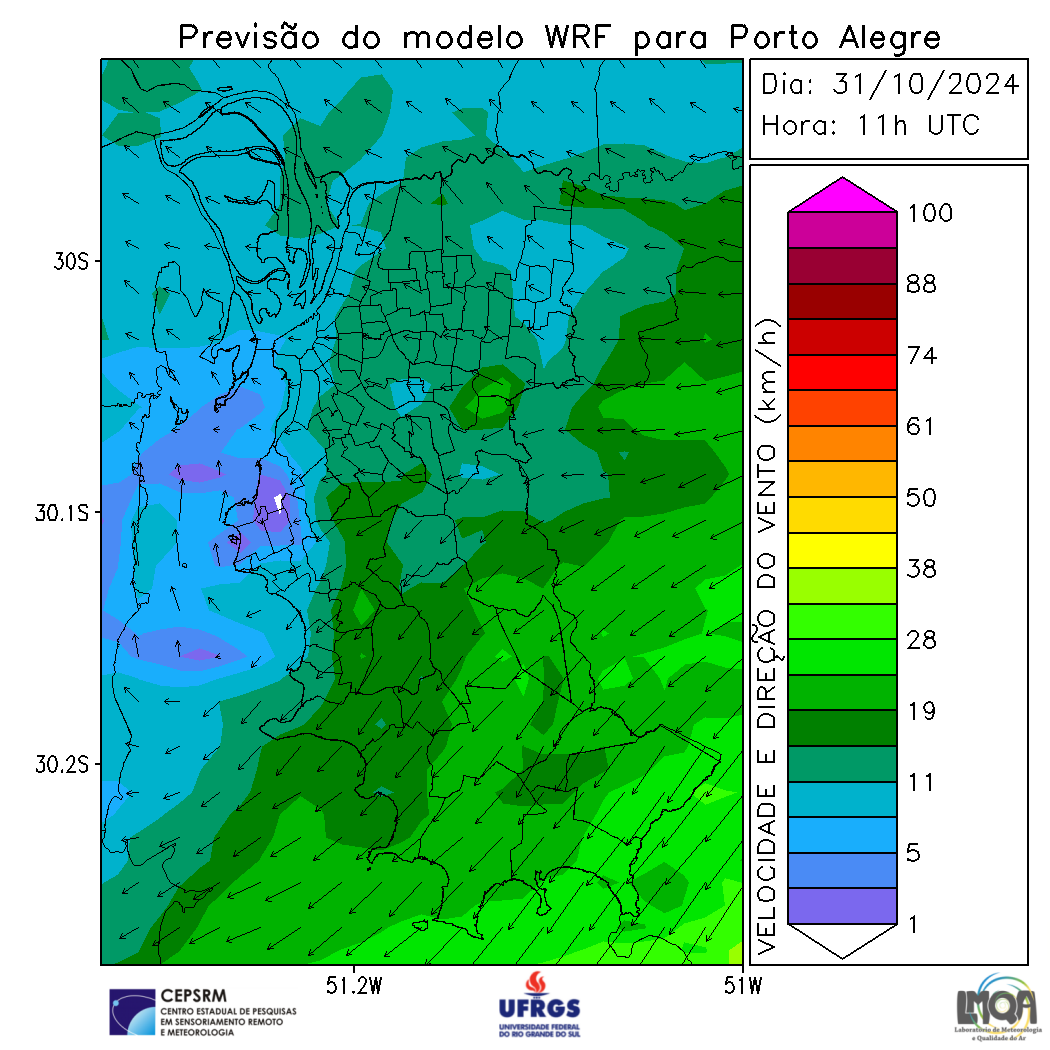 Previsão do modelo WRF para Porto Alegre
Dia: 31/10/2024
Hora: 11h UTC
30S
30.1S
30.2S
51.2W
51W
VELOCIDADE E DIREÇÃO DO VENTO (km/h)
100
88
74
61
50
38
28
19
11
5
1
CEPSRM
CENTRO ESTADUAL DE PESQUISAS
EM SENSORIAMENTO REMOTO
E METEOROLOGIA
UFRGS
UNIVERSIDADE FEDERAL
DO RIO GRANDE DO SUL
LMQA
Laboratório de Meteorologia
e Qualidade do Ar